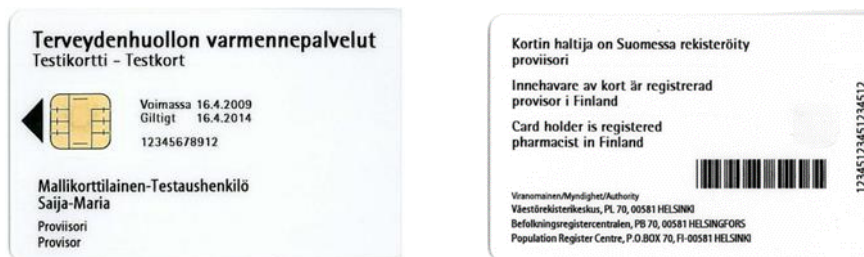 Terveydenhuollon varmennepalvelut
Testikortti – Testkort
Voimassa 16.4.2009
Giltigt 16.4.2014
12345678912
Mallikorttilainen-Testaushenkilö
Saija-Maria
Proviisori
Provisor
Kortin haltija on Suomessa rekisteröity
proviisori
Innehavare av kort är registrerad
provisor i Finland
Card holder is registered
pharmacist in Finland
Viranomainen/Myndighet/Authority
Väestörekisterikeskus, PL 70, 00581 HELSINKI
Befolkningsregistercentralen, PB 70, 00581 HELSINGFORS
Population Register Centre, P.O.BOX 70, FI-00581 HELSINKI
12345123451234512